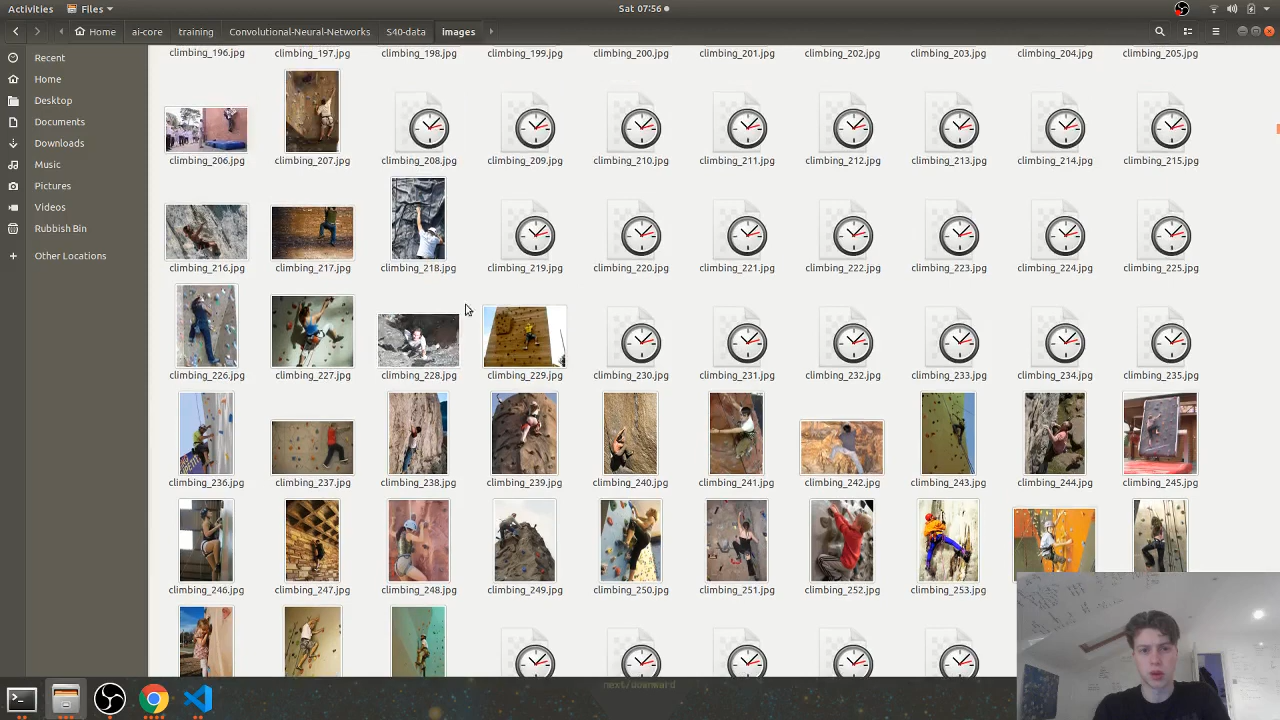 Activities Files Sat 07:56
Home ai-core training Convolutional-Neural-Networks S40-data images
Recent
Home
Desktop
Documents
Downloads
Music
Pictures
Videos
Rubbish Bin
Other Locations
climbing_196.jpg climbing_197.jpg climbing_198.jpg climbing_199.jpg climbing_200.jpg climbing_201.jpg climbing_202.jpg climbing_203.jpg climbing_204.jpg climbing_205.jpg
climbing_206.jpg climbing_207.jpg climbing_208.jpg climbing_209.jpg climbing_210.jpg climbing_211.jpg climbing_212.jpg climbing_213.jpg climbing_214.jpg climbing_215.jpg
climbing_216.jpg climbing_217.jpg climbing_218.jpg climbing_219.jpg climbing_220.jpg climbing_221.jpg climbing_222.jpg climbing_223.jpg climbing_224.jpg climbing_225.jpg
climbing_226.jpg climbing_227.jpg climbing_228.jpg climbing_229.jpg climbing_230.jpg climbing_231.jpg climbing_232.jpg climbing_233.jpg climbing_234.jpg climbing_235.jpg
climbing_236.jpg climbing_237.jpg climbing_238.jpg climbing_239.jpg climbing_240.jpg climbing_241.jpg climbing_242.jpg climbing_243.jpg climbing_244.jpg climbing_245.jpg
climbing_246.jpg climbing_247.jpg climbing_248.jpg climbing_249.jpg climbing_250.jpg climbing_251.jpg climbing_252.jpg climbing_253.jpg
next/downward